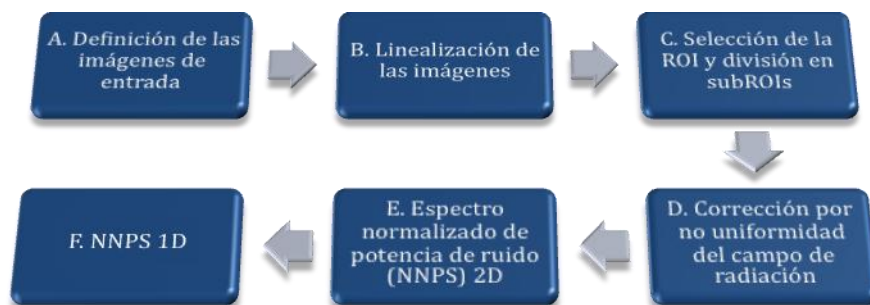 A. Definición de las
imágenes de
entrada
B. Linealización de
las imágenes
C. Selección de la
ROI y división en
subROIs
D. Corrección por
no uniformidad
del campo de
radiación
E. Espectro
normalizado de
potencia de ruido
(NNPS) 2D
F. NNPS 1D